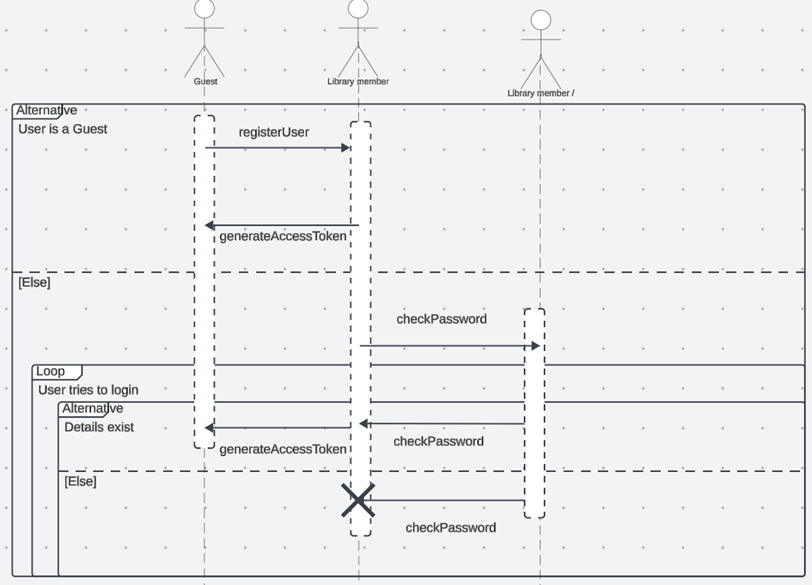 Guest
Library member
Library member /
Alternative
User is a Guest
registerUser
generateAccessToken
[Else]
checkPassword
Loop
User tries to login
Alternative
Details exist
generateAccessToken
checkPassword
[Else]
checkPassword